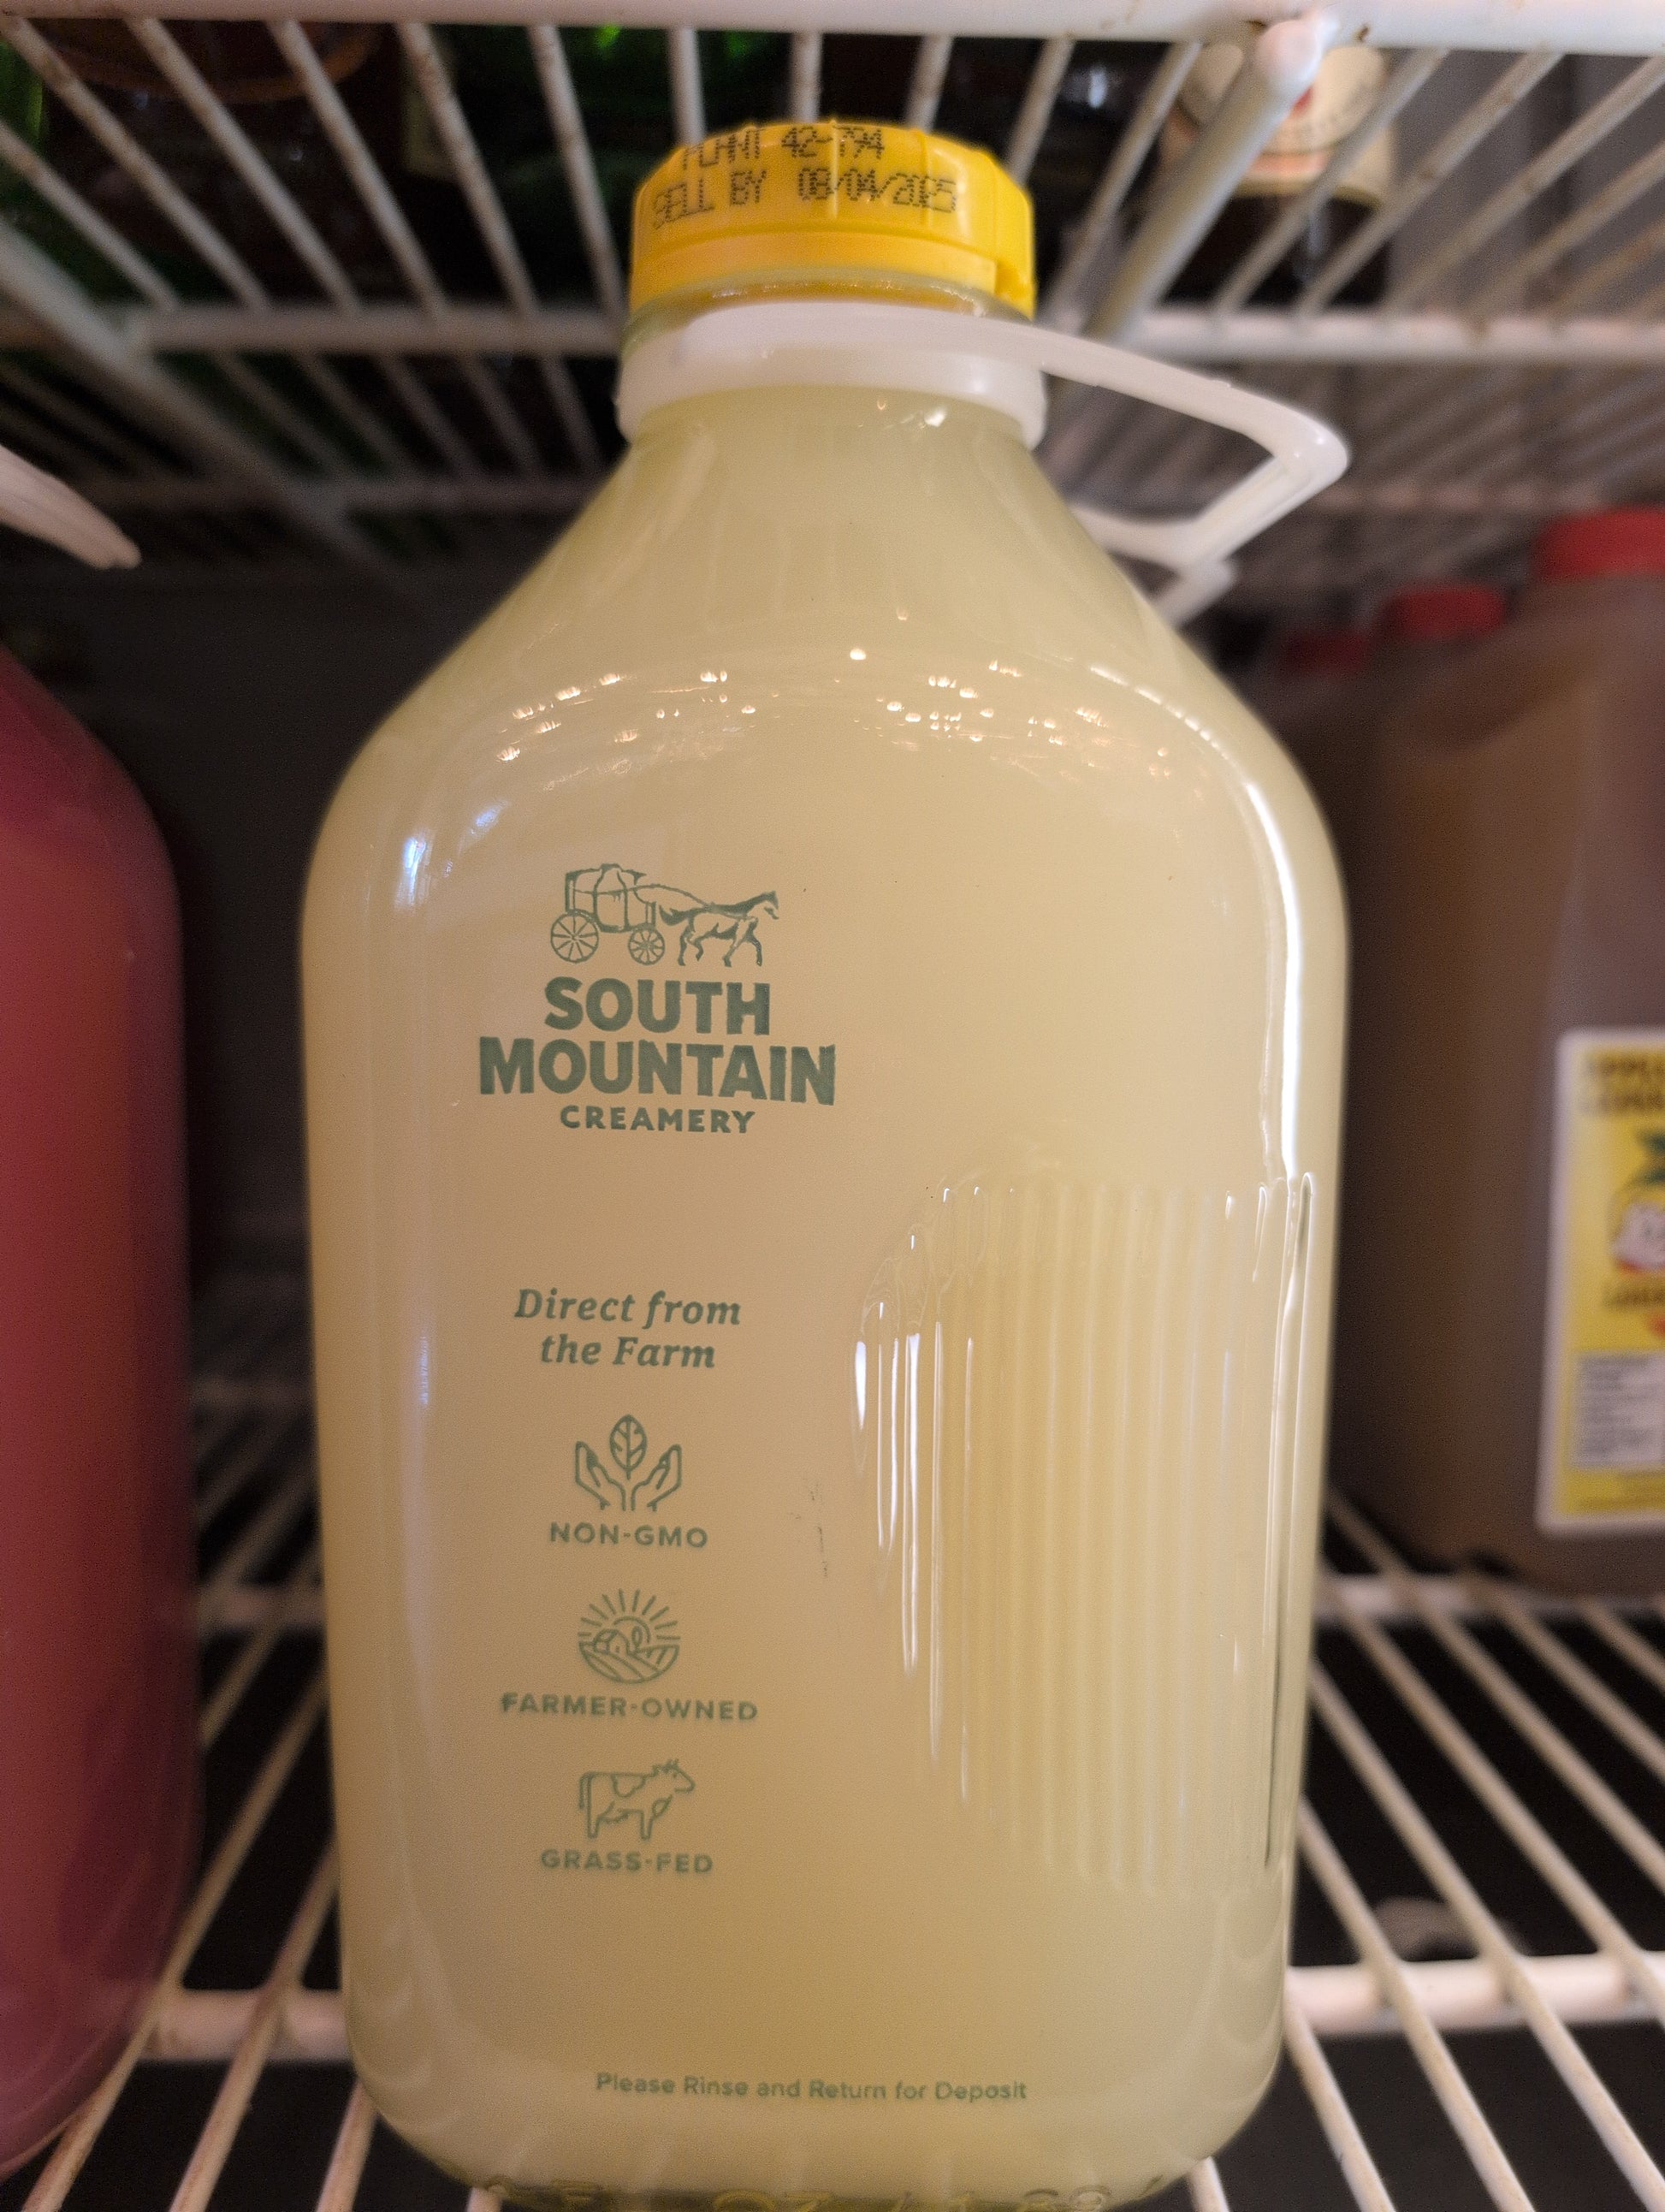 PLANT 42-794
SELL BY 08/04/2025
SOUTH
MOUNTAIN
CREAMERY
Direct from
the Farm
NON-GMO
FARMER-OWNED
GRASS-FED
Please Rinse and Return for Deposit